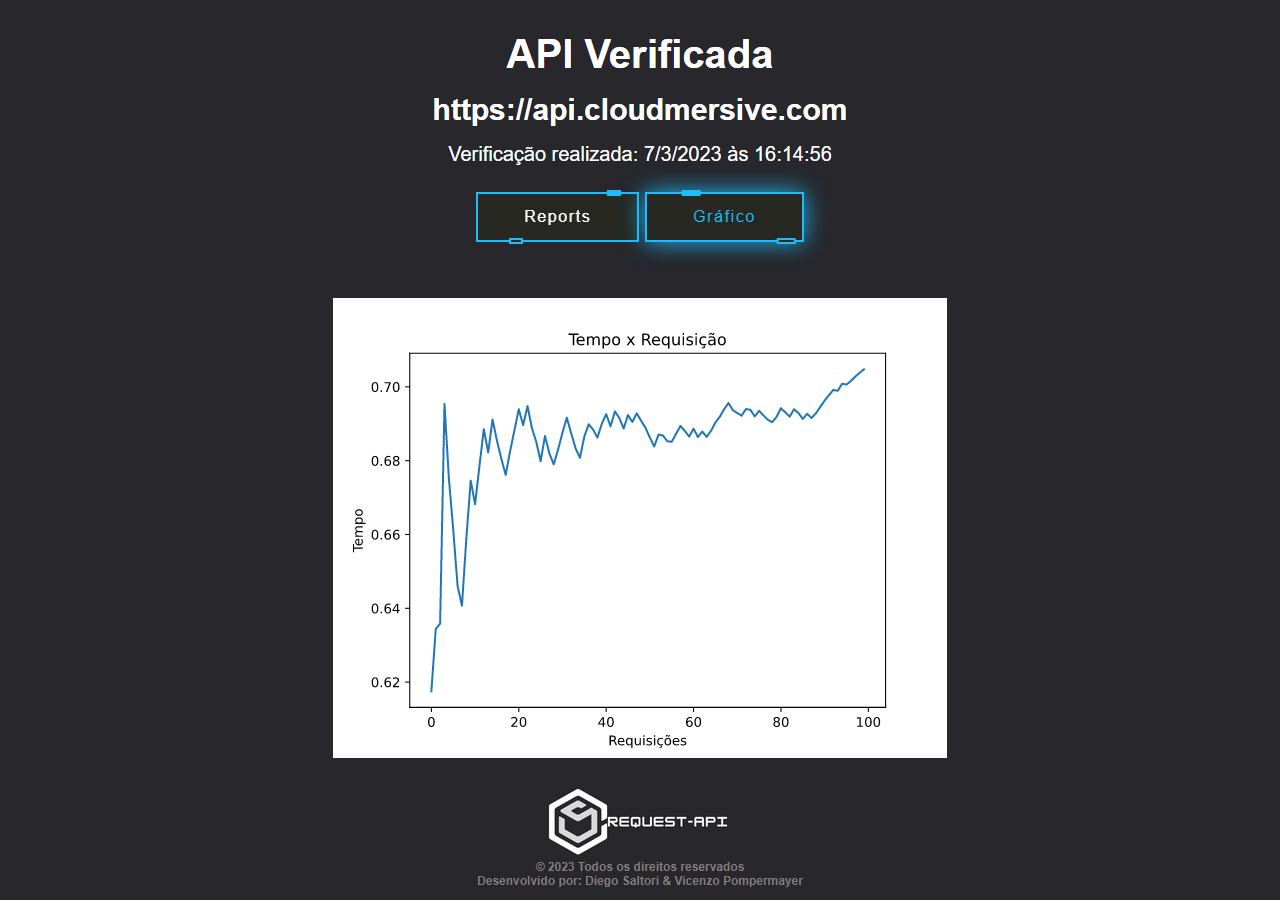 API Verificada
https://api.cloudmersive.com
Verificação realizada: 7/3/2023 às 16:14:56
Reports Gráfico
Tempo x Requisição
0.70
0.68
0.66
0.64
0.62
Tempo
0 20 40 60 80 100
Requisições
REQUEST-API
© 2023 Todos os direitos reservados
Desenvolvido por: Diego Saltori & Vicenzo Pompermayer